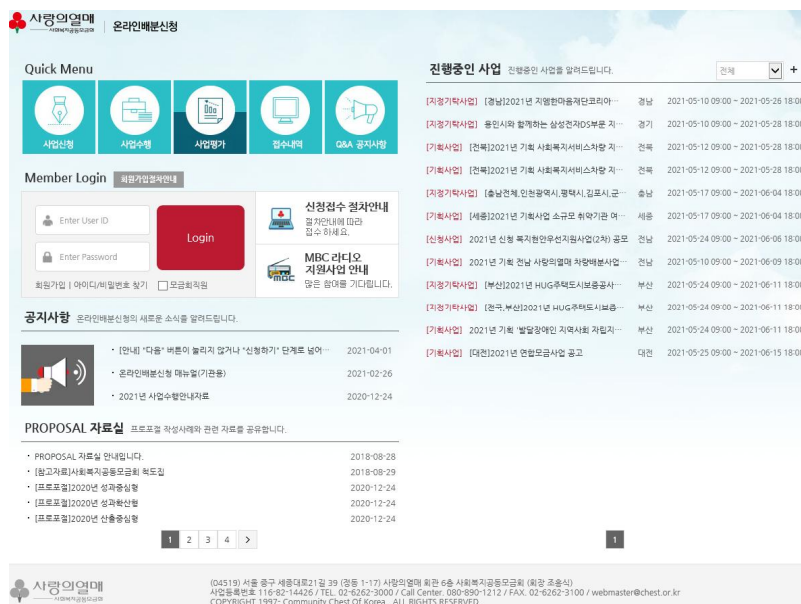 사랑의열매
사회복지공동모금회
온라인배분신청
Quick Menu
사업신청
사업수행
사업평가
접수내역
Q&A 공지사항
Member Login 회원가입절차안내
Enter User ID
Enter Password
Login
회원가입 | 아이디/비밀번호 찾기 모금회직원
신청접수 절차안내
절차안내에 따라
접수 하세요.
MBC 라디오
지원사업 안내
많은 참여를 기다립니다.
공지사항 온라인배분신청의 새로운 소식을 알려드립니다.
· [안내] "다음" 버튼이 눌리지 않거나 "신청하기" 단계로 넘어… 2021-04-01
· 온라인배분신청 매뉴얼(기관용) 2021-02-26
· 2021년 사업수행안내자료 2020-12-24
PROPOSAL 자료실 프로포절 작성사례와 관련 자료를 공유합니다.
· PROPOSAL 자료실 안내입니다. 2018-08-28
· [참고자료]사회복지공동모금회 척도집 2018-08-29
· [프로포절]2020년 성과중심형 2020-12-24
· [프로포절]2020년 성과확산형 2020-12-24
· [프로포절]2020년 산출중심형 2020-12-24
1 2 3 4 >
진행중인 사업 진행중인 사업을 알려드립니다. 전체 +
[지정기탁사업] [경남]2021년 지엠한마음재단코리아… 경남 2021-05-10 09:00 ~ 2021-05-26 18:00
[지정기탁사업] 용인시와 함께하는 삼성전자DS부문 지… 경기 2021-05-10 09:00 ~ 2021-05-28 18:00
[기획사업] [전북]2021년 기획 사회복지서비스차량 지… 전북 2021-05-12 09:00 ~ 2021-05-28 18:00
[기획사업] [전북]2021년 기획 사회복지서비스차량 지… 전북 2021-05-12 09:00 ~ 2021-05-28 18:00
[지정기탁사업] [충남전체,인천광역시,평택시,김포시,군… 충남 2021-05-17 09:00 ~ 2021-06-04 18:00
[기획사업] [세종]2021년 기획사업 소규모 취약기관 여… 세종 2021-05-17 09:00 ~ 2021-06-04 18:00
[신청사업] 2021년 신청 복지현안우선지원사업(2차) 공모 전남 2021-05-24 09:00 ~ 2021-06-06 18:00
[기획사업] 2021년 기획 전남 사랑의열매 차량배분사업… 전남 2021-05-10 09:00 ~ 2021-06-09 18:00
[지정기탁사업] [부산]2021년 HUG주택도시보증공사… 부산 2021-05-24 09:00 ~ 2021-06-11 18:00
[지정기탁사업] [전국,부산]2021년 HUG주택도시보증… 부산 2021-05-24 09:00 ~ 2021-06-11 18:00
[기획사업] 2021년 기획 '발달장애인 지역사회 자립지… 부산 2021-05-24 09:00 ~ 2021-06-11 18:00
[기획사업] [대전]2021년 연합모금사업 공고 대전 2021-05-25 09:00 ~ 2021-06-15 18:00
1
사랑의열매
사회복지공동모금회
(04519) 서울 중구 세종대로21길 39 (정동 1-17) 사랑의열매 회관 6층 사회복지공동모금회 (회장 조흥식)
사업등록번호 116-82-14426 / TEL. 02-6262-3000 / Call Center. 080-890-1212 / FAX. 02-6262-3100 / webmaster@chest.or.kr
COPYRIGHT 1997- Community Chest Of Korea. ALL RIGHTS RESERVED